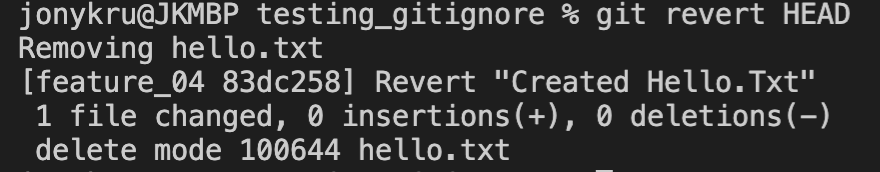 jonykru@JKMBP testing_gitignore % git revert HEAD
Removing hello.txt
[feature_04 83dc258] Revert "Created Hello.Txt"
 1 file changed, 0 insertions(+), 0 deletions(-)
 delete mode 100644 hello.txt